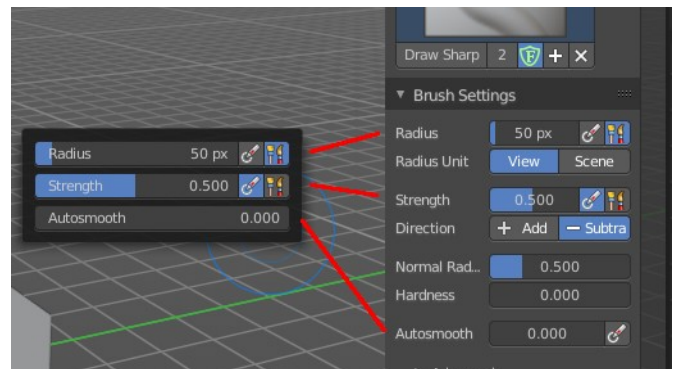 Draw Sharp 2 F
Brush Settings
Radius 50 px
Radius Unit View Scene
Strength 0.500
Direction + Add − Subtra
Normal Rad... 0.500
Hardness 0.000
Autosmooth 0.000
Radius 50 px
Strength 0.500
Autosmooth 0.000